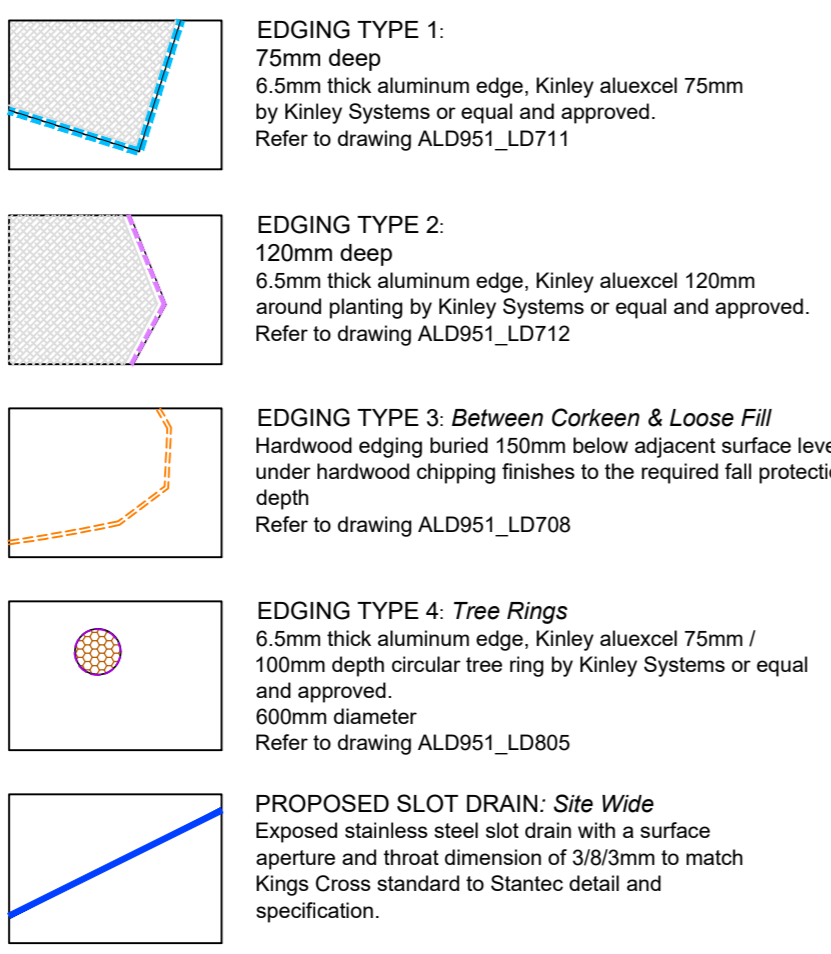 EDGING TYPE 1:
75mm deep
6.5mm thick aluminum edge, Kinley aluexcel 75mm
by Kinley Systems or equal and approved.
Refer to drawing ALD951_LD711
EDGING TYPE 2:
120mm deep
6.5mm thick aluminum edge, Kinley aluexcel 120mm
around planting by Kinley Systems or equal and approved.
Refer to drawing ALD951_LD712
EDGING TYPE 3: Between Corkeen & Loose Fill
Hardwood edging buried 150mm below adjacent surface leve
under hardwood chipping finishes to the required fall protectio
depth
Refer to drawing ALD951_LD708
EDGING TYPE 4: Tree Rings
6.5mm thick aluminum edge, Kinley aluexcel 75mm /
100mm depth circular tree ring by Kinley Systems or equal
and approved.
600mm diameter
Refer to drawing ALD951_LD805
PROPOSED SLOT DRAIN: Site Wide
Exposed stainless steel slot drain with a surface
aperture and throat dimension of 3/8/3mm to match
Kings Cross standard to Stantec detail and
specification.